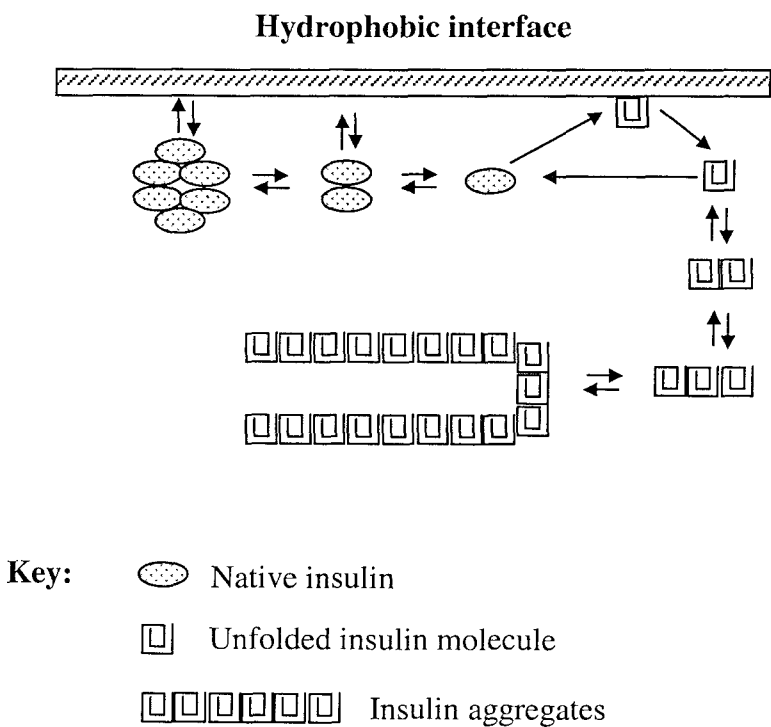 Hydrophobic interface
Key:
Native insulin
Unfolded insulin molecule
Insulin aggregates